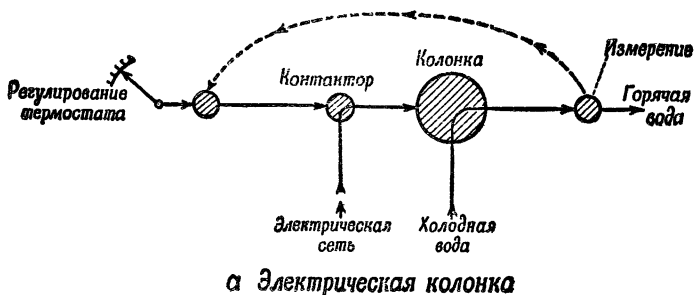 Колонка
Измерение
Контактор
Регулирование
термостата
Горячая
вода
Электрическая
сеть
Холодная
вода
а Электрическая колонка